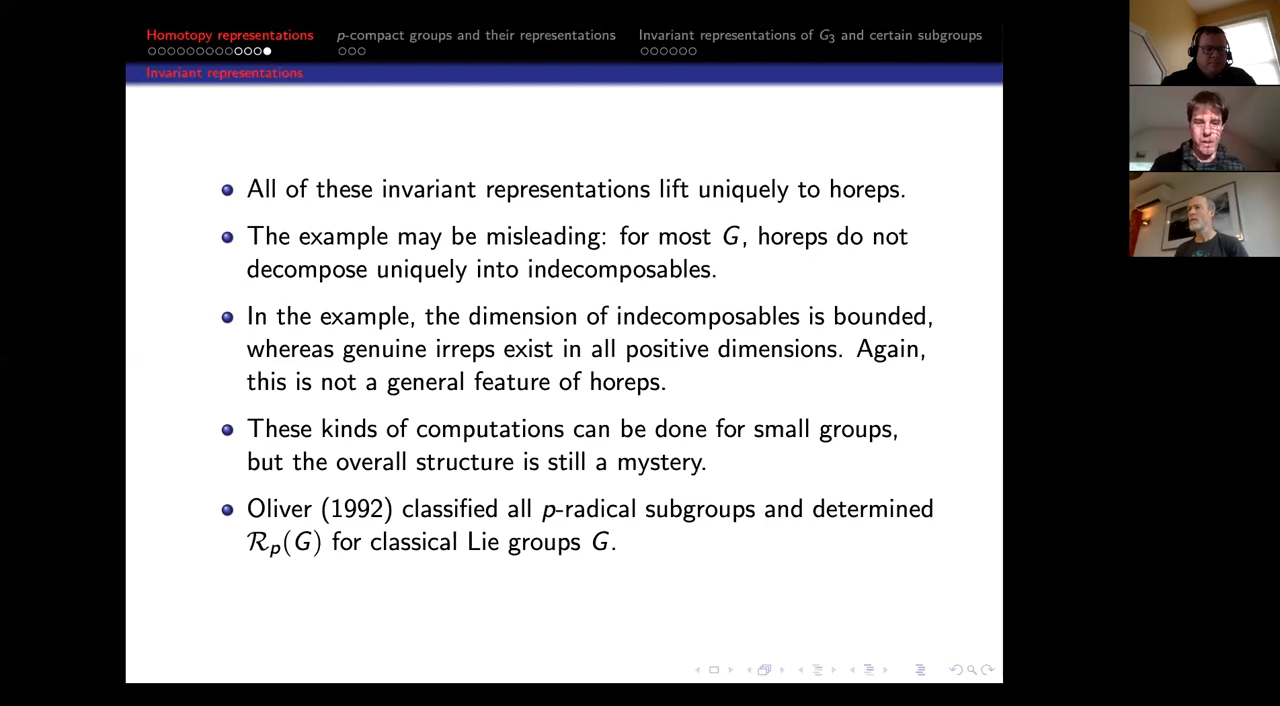 Homotopy representations
p-compact groups and their representations
Invariant representations of G₃ and certain subgroups
Invariant representations
All of these invariant representations lift uniquely to horeps.
The example may be misleading: for most G, horeps do not
decompose uniquely into indecomposables.
In the example, the dimension of indecomposables is bounded,
whereas genuine irreps exist in all positive dimensions. Again,
this is not a general feature of horeps.
These kinds of computations can be done for small groups,
but the overall structure is still a mystery.
Oliver (1992) classified all p-radical subgroups and determined
ℛₚ(G) for classical Lie groups G.